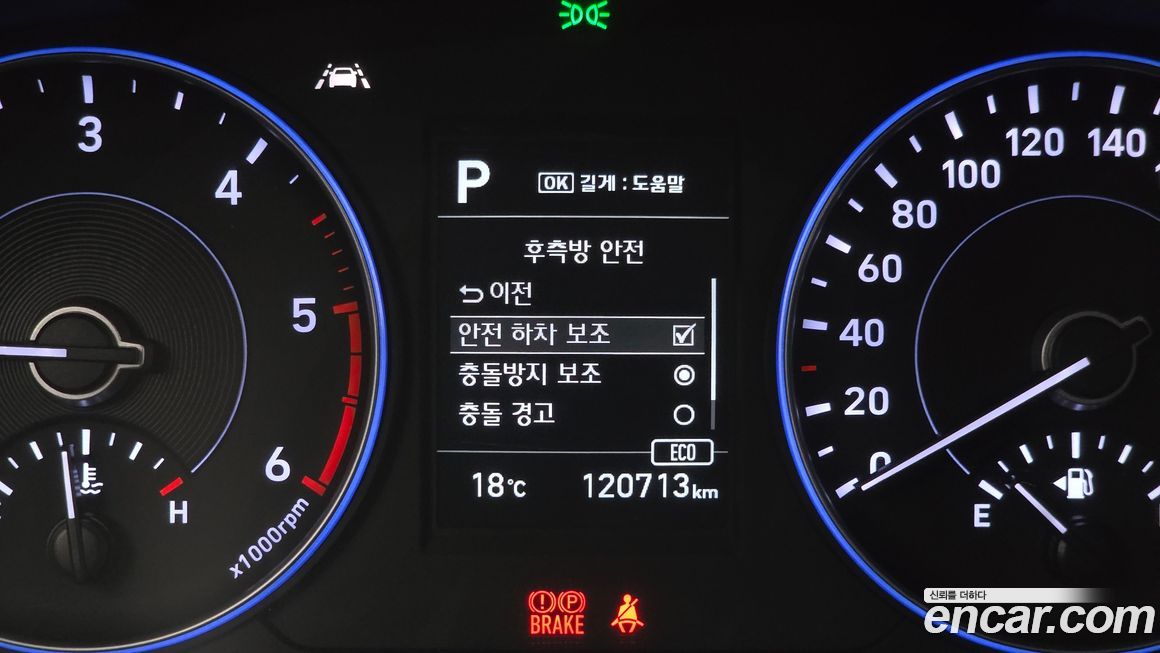 3
4
5
6
x1000rpm
H
P
OK 길게 : 도움말
후측방 안전
이전
안전 하차 보조
충돌방지 보조
충돌 경고
ECO
18℃ 120713 km
BRAKE
P
0
20
40
60
80
100
120
140
E
신뢰를 더하다
encar.com